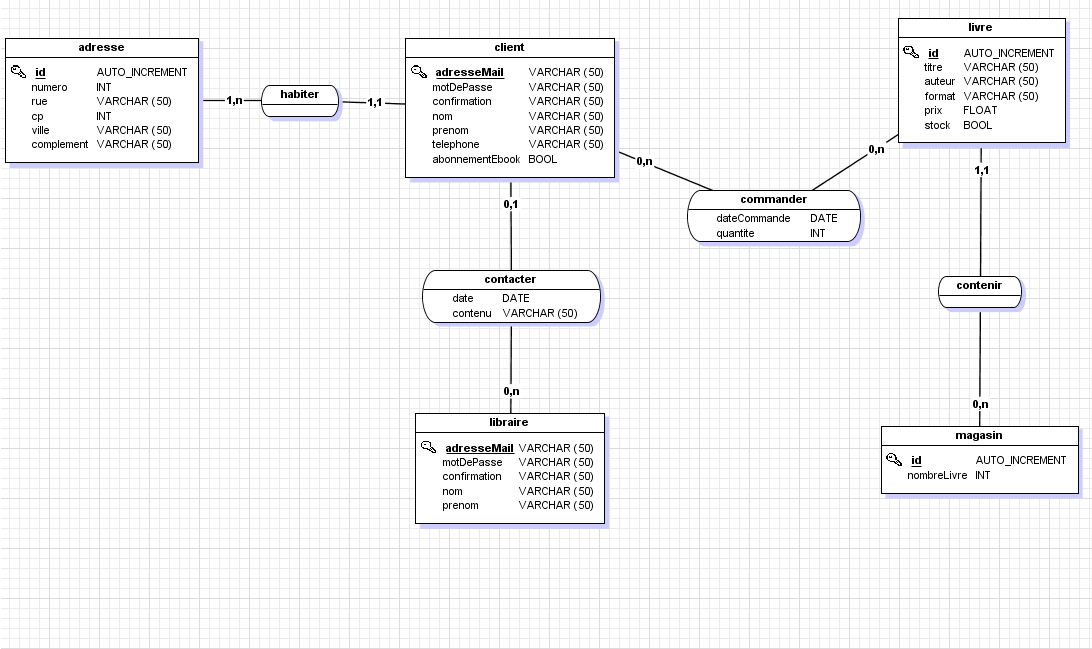 adresse
id AUTO_INCREMENT
numero INT
rue VARCHAR (50)
cp INT
ville VARCHAR (50)
complement VARCHAR (50)
1,n
habiter
1,1
client
adresseMail VARCHAR (50)
motDePasse VARCHAR (50)
confirmation VARCHAR (50)
nom VARCHAR (50)
prenom VARCHAR (50)
telephone VARCHAR (50)
abonnementEbook BOOL
0,n
commander
dateCommande DATE
quantite INT
0,n
livre
id AUTO_INCREMENT
titre VARCHAR (50)
auteur VARCHAR (50)
format VARCHAR (50)
prix FLOAT
stock BOOL
1,1
contenir
0,n
magasin
id AUTO_INCREMENT
nombreLivre INT
0,1
contacter
date DATE
contenu VARCHAR (50)
0,n
libraire
adresseMail VARCHAR (50)
motDePasse VARCHAR (50)
confirmation VARCHAR (50)
nom VARCHAR (50)
prenom VARCHAR (50)